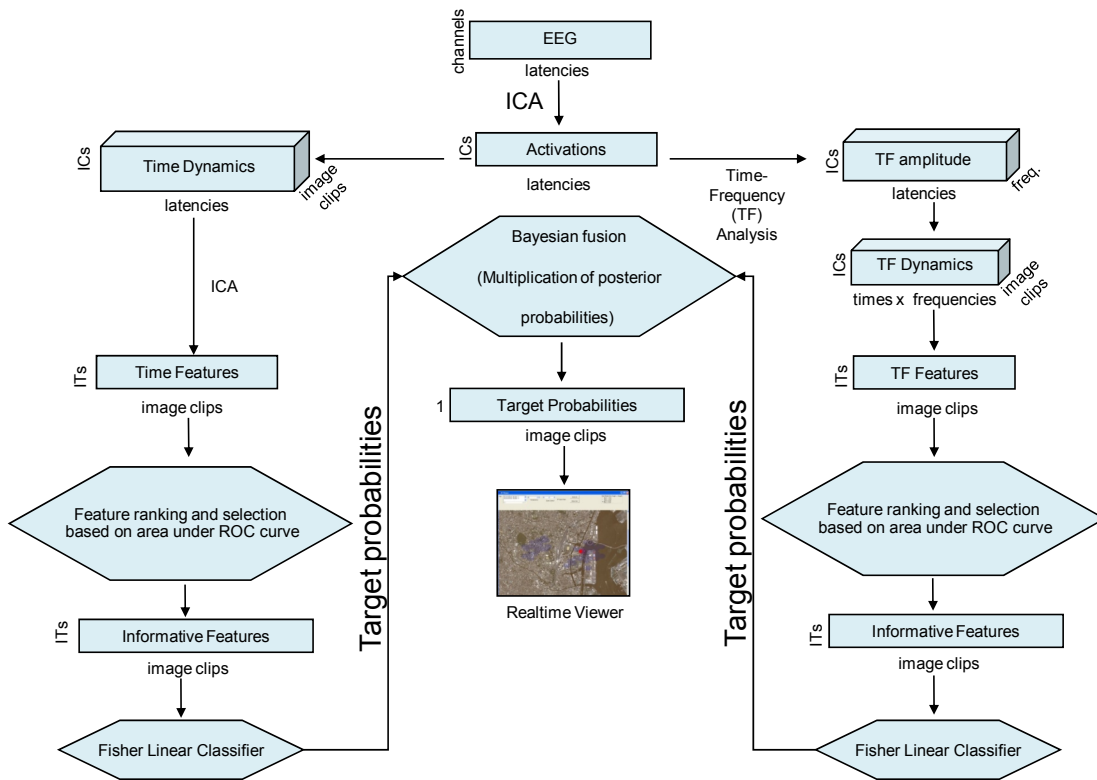 channels
EEG
latencies
ICA
ICs
Activations
latencies
ICs
Time Dynamics
image
clips
latencies
ICA
ITs
Time Features
image clips
Feature ranking and selection
based on area under ROC curve
ITs
Informative Features
image clips
Fisher Linear Classifier
Target probabilities
Time-
Frequency
(TF)
Analysis
ICs
TF amplitude
freq.
latencies
ICs
TF Dynamics
image
clips
times x frequencies
ITs
TF Features
image clips
Feature ranking and selection
based on area under ROC curve
ITs
Informative Features
image clips
Fisher Linear Classifier
Target probabilities
Bayesian fusion
(Multiplication of posterior
probabilities)
1
Target Probabilities
image clips
Realtime Viewer